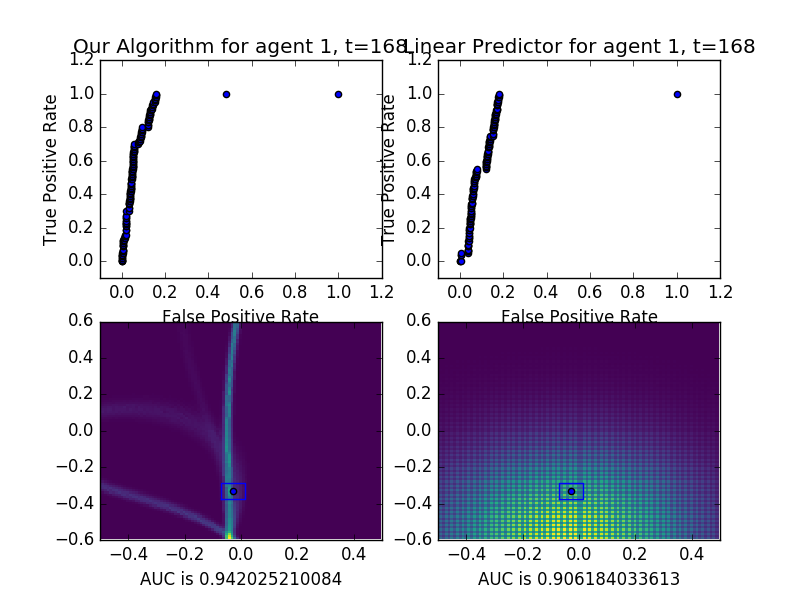 Our Algorithm for agent 1, t=168
Linear Predictor for agent 1, t=168
1.2
1.0
0.8
0.6
0.4
0.2
0.0
True Positive Rate
0.0 0.2 0.4 0.6 0.8 1.0 1.2
False Positive Rate
1.2
1.0
0.8
0.6
0.4
0.2
0.0
True Positive Rate
0.0 0.2 0.4 0.6 0.8 1.0 1.2
False Positive Rate
0.6
0.4
0.2
0.0
−0.2
−0.4
−0.6
−0.4 −0.2 0.0 0.2 0.4
AUC is 0.942025210084
0.6
0.4
0.2
0.0
−0.2
−0.4
−0.6
−0.4 −0.2 0.0 0.2 0.4
AUC is 0.906184033613